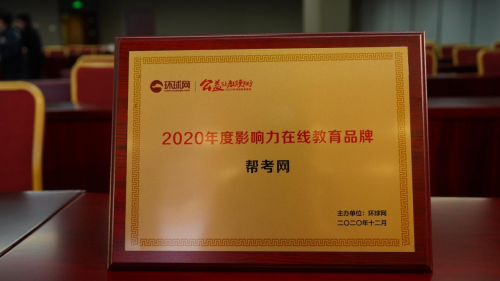 环球网 公益
2020年度影响力在线教育品牌
帮考网
主办单位：环球网
二〇二〇年十二月